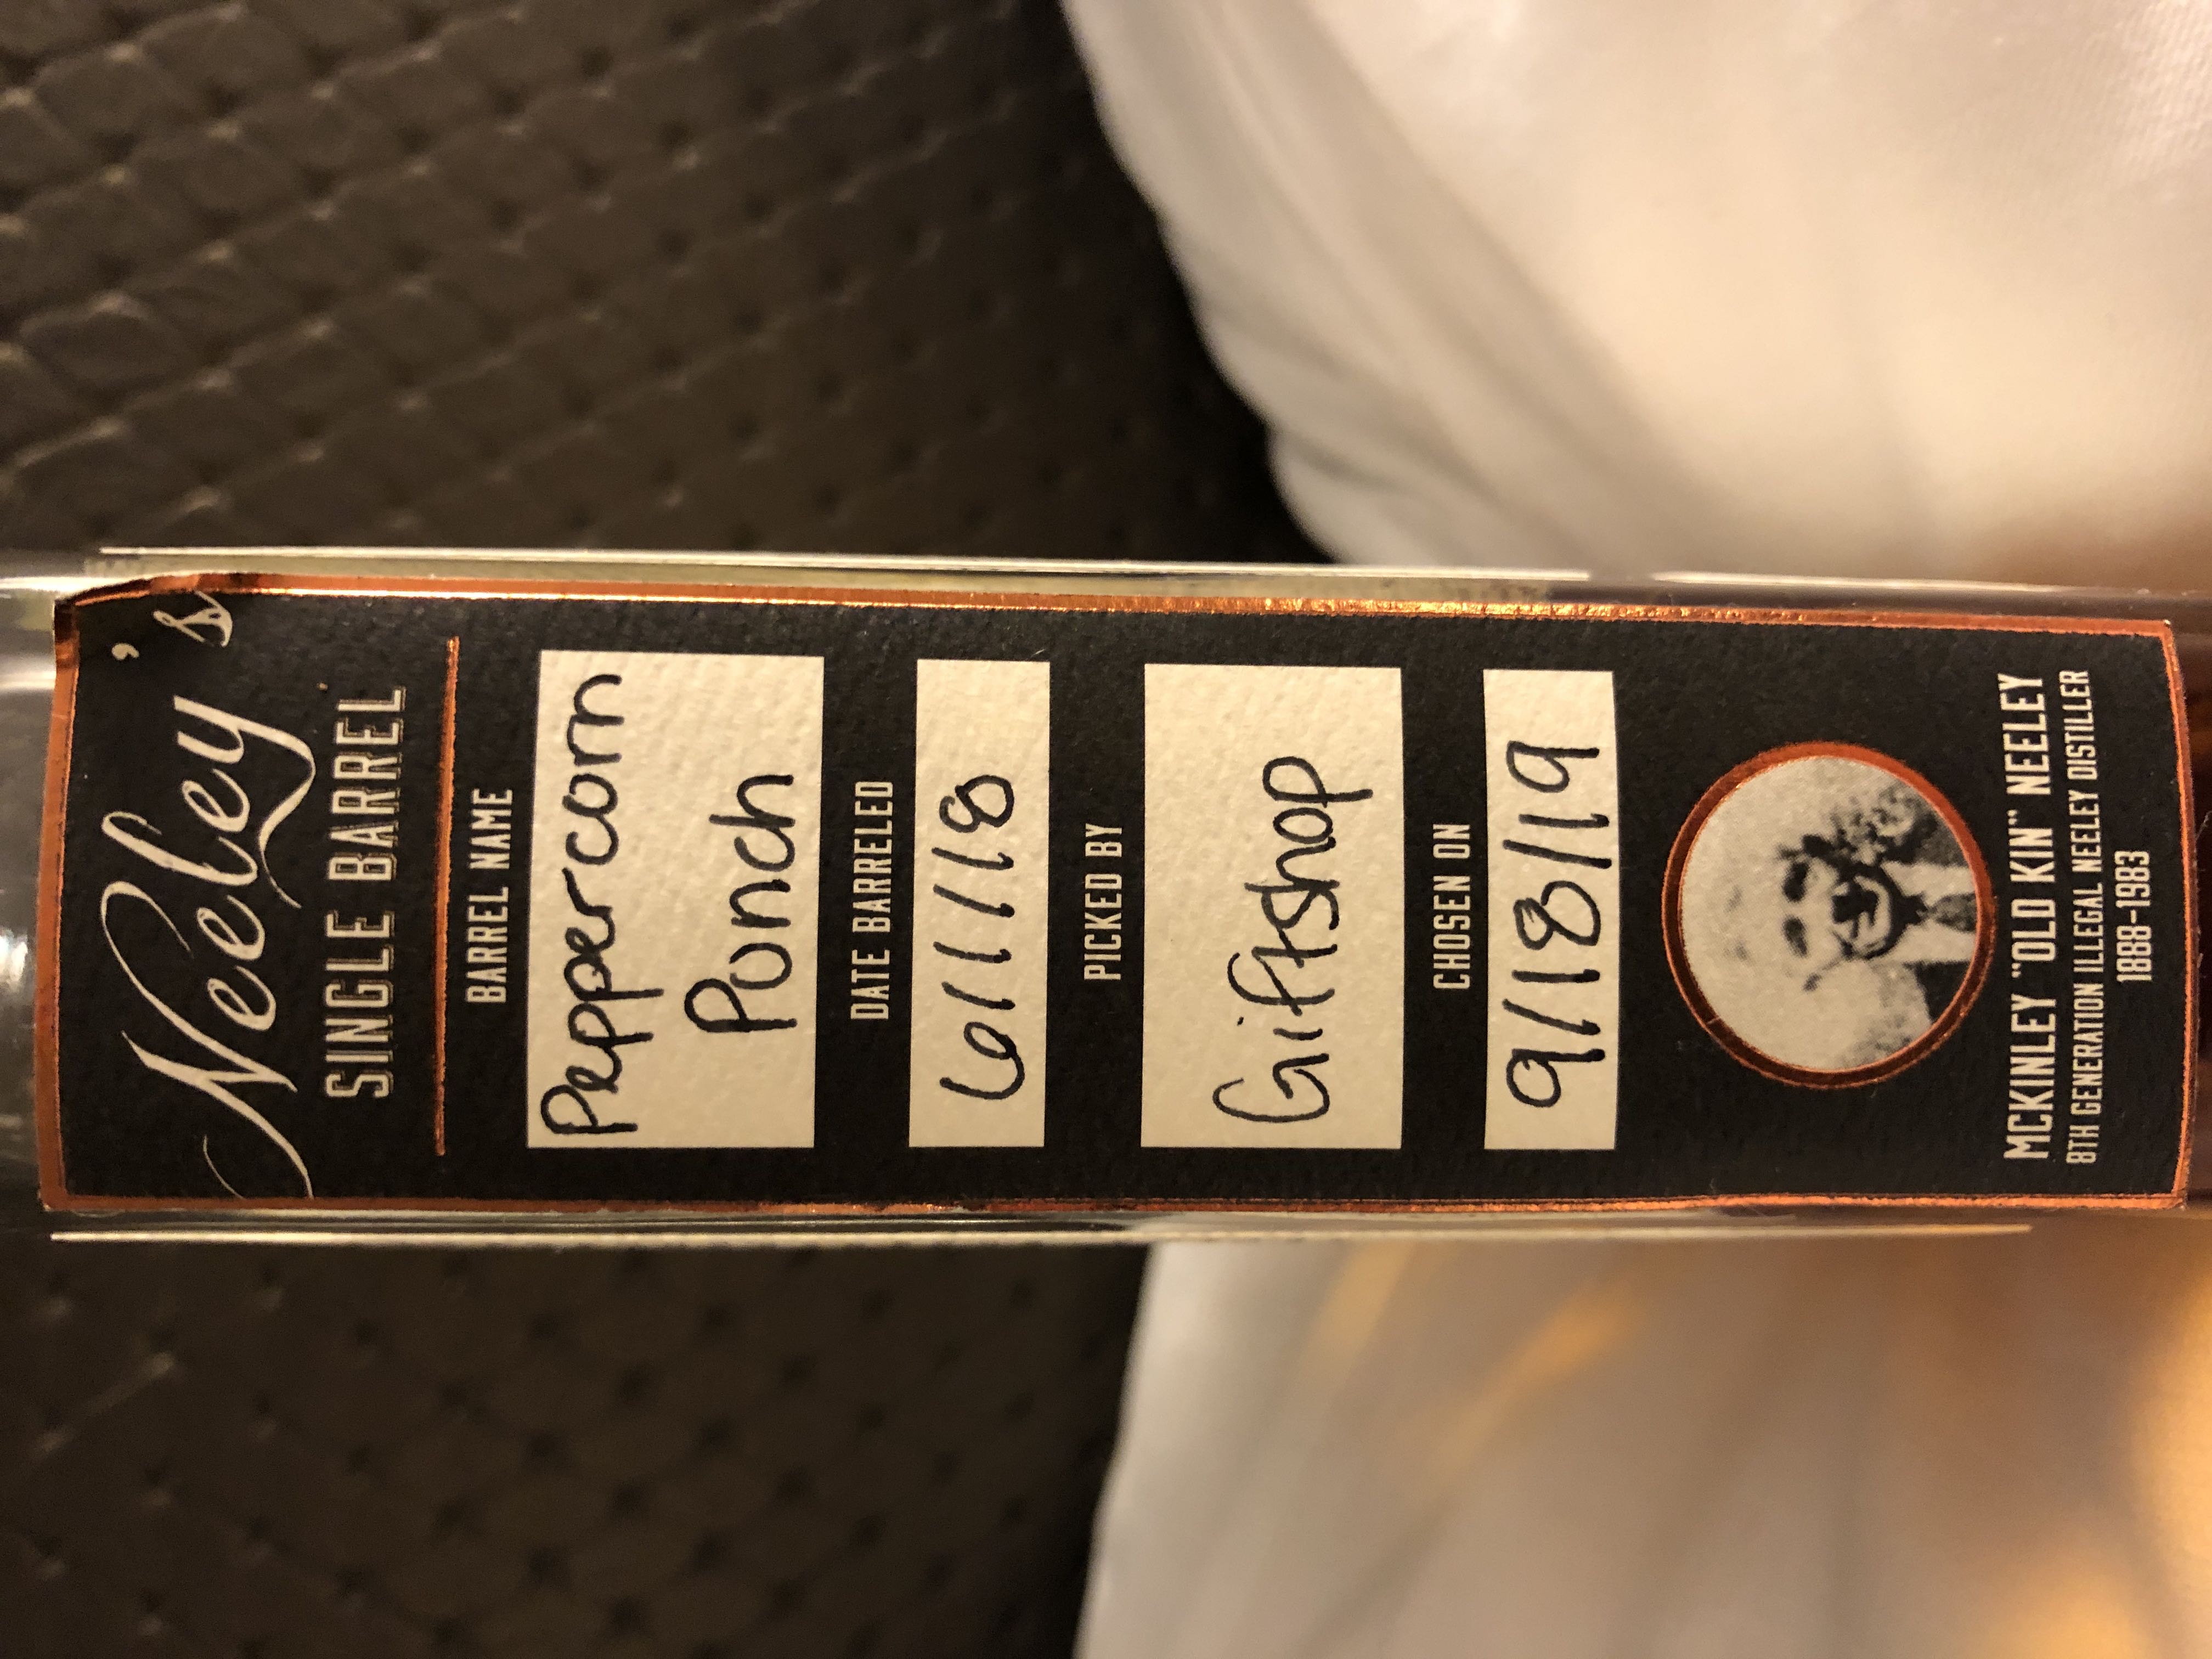 Neeley's
SINGLE BARREL
BARREL NAME
Peppercorn
Punch
DATE BARRELED
6/1/18
PICKED BY
Giftshop
CHOSEN ON
9/18/19
MCKINLEY "OLD KIN" NEELEY
8TH GENERATION ILLEGAL NEELEY DISTILLER
1888-1983